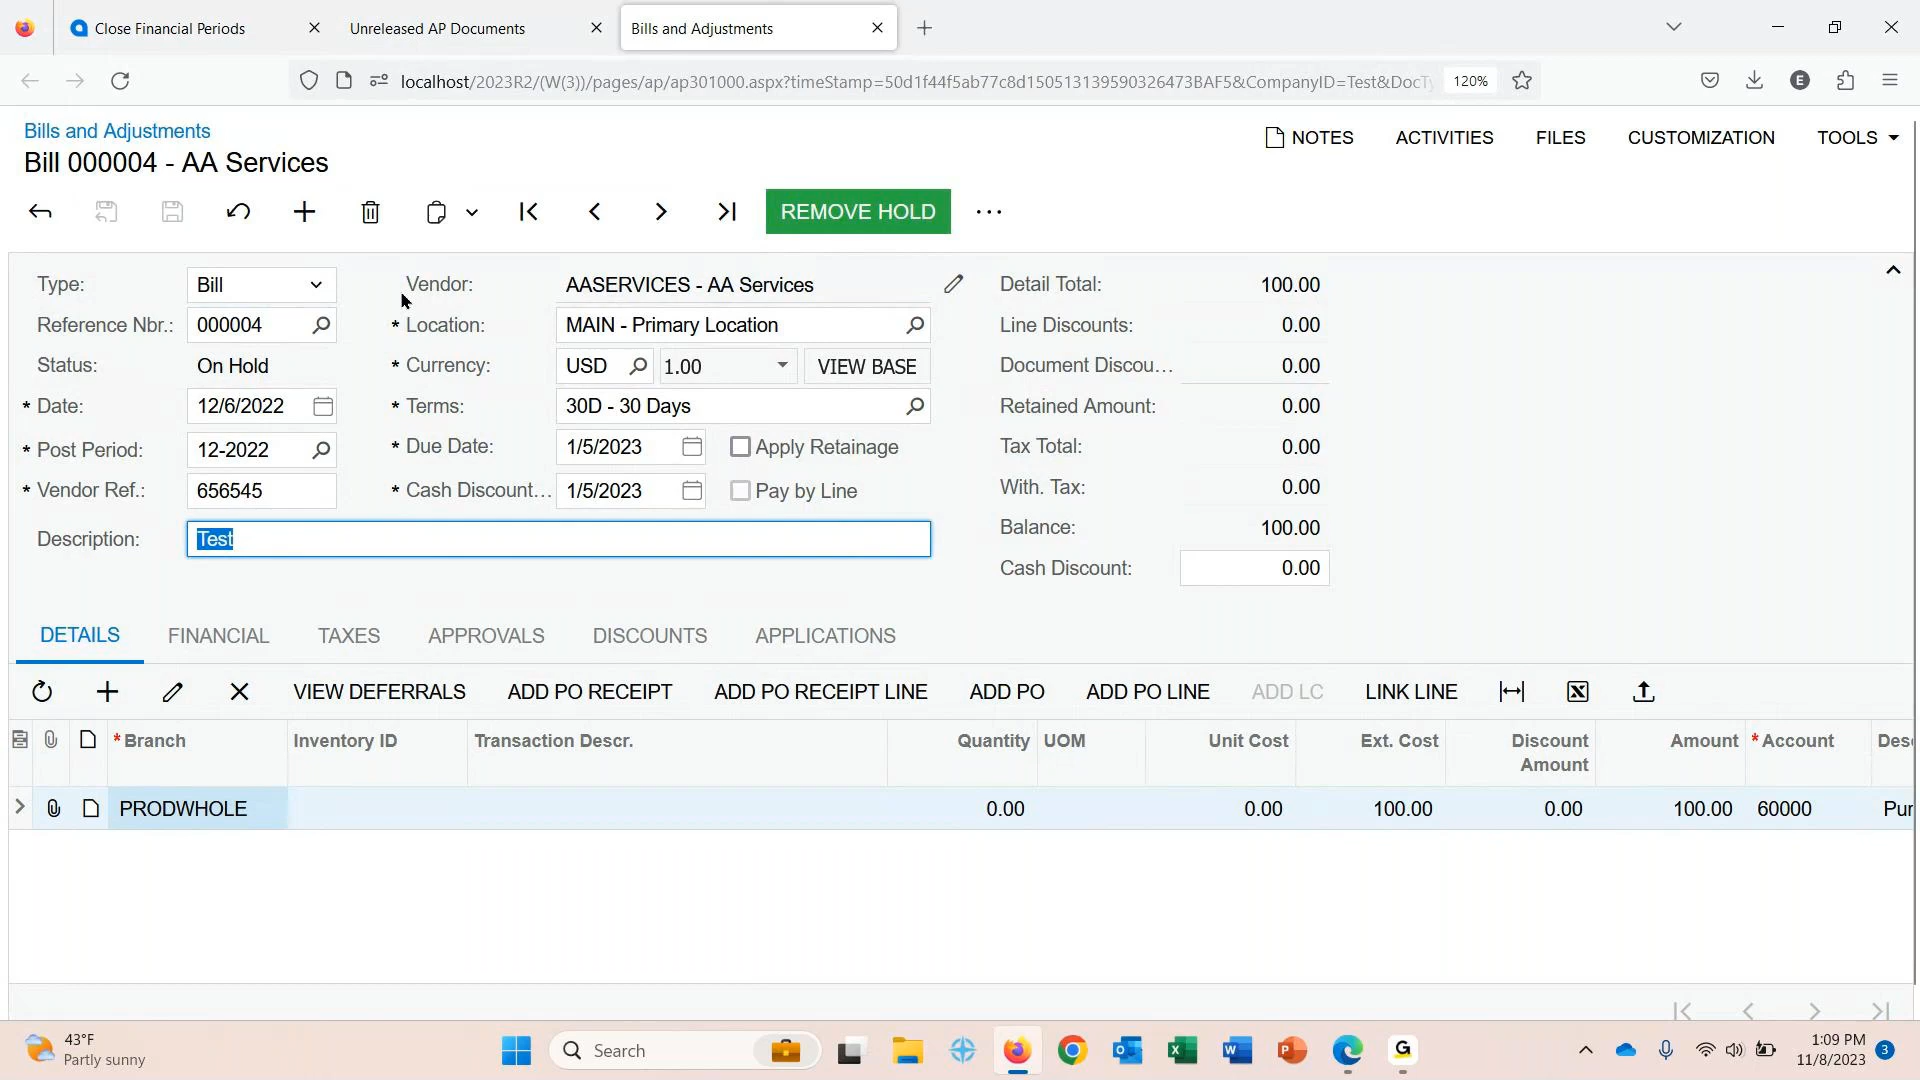 Close Financial Periods
Unreleased AP Documents
Bills and Adjustments
localhost/2023R2/(W(3))/pages/ap/ap301000.aspx?timeStamp=50d1f44f5ab77c8d150513139590326473BAF5&CompanyID=Test&DocTy
120%
E
Bills and Adjustments
NOTES ACTIVITIES FILES CUSTOMIZATION TOOLS
Bill 000004 - AA Services
REMOVE HOLD
Type: Bill Vendor: AASERVICES - AA Services Detail Total: 100.00
Reference Nbr.: 000004 * Location: MAIN - Primary Location Line Discounts: 0.00
Status: On Hold * Currency: USD 1.00 VIEW BASE Document Discou... 0.00
* Date: 12/6/2022 * Terms: 30D - 30 Days Retained Amount: 0.00
* Post Period: 12-2022 * Due Date: 1/5/2023 Apply Retainage Tax Total: 0.00
* Vendor Ref.: 656545 * Cash Discount... 1/5/2023 Pay by Line With. Tax: 0.00
Description: Test Balance: 100.00
Cash Discount: 0.00
DETAILS FINANCIAL TAXES APPROVALS DISCOUNTS APPLICATIONS
VIEW DEFERRALS ADD PO RECEIPT ADD PO RECEIPT LINE ADD PO ADD PO LINE ADD LC LINK LINE
* Branch Inventory ID Transaction Descr. Quantity UOM Unit Cost Ext. Cost Discount Amount Amount * Account Des
PRODWHOLE 0.00 0.00 100.00 0.00 100.00 60000 Pur
43°F
Partly sunny
Search
1:09 PM
11/8/2023
3